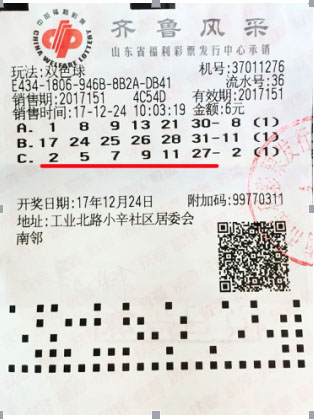 中国福利彩票
CHINA WELFARE LOTTERY
齐鲁风采
山东省福利彩票发行中心承销
玩法:双色球 机号:37011276
E434-1806-946B-8B2A-DB41 流水号:36
销售期:2017151 4C54D 有效期:2017151
销售时间:17-12-24 10:03:19 金额:6元
A. 1 8 9 13 21 30- 8 (1)
B. 17 24 25 26 28 31-11 (1)
C. 2 5 7 9 11 27- 2 (1)
开奖日期:17年12月24日 附加码:99770311
地址:工业北路小辛社区居委会
南邻